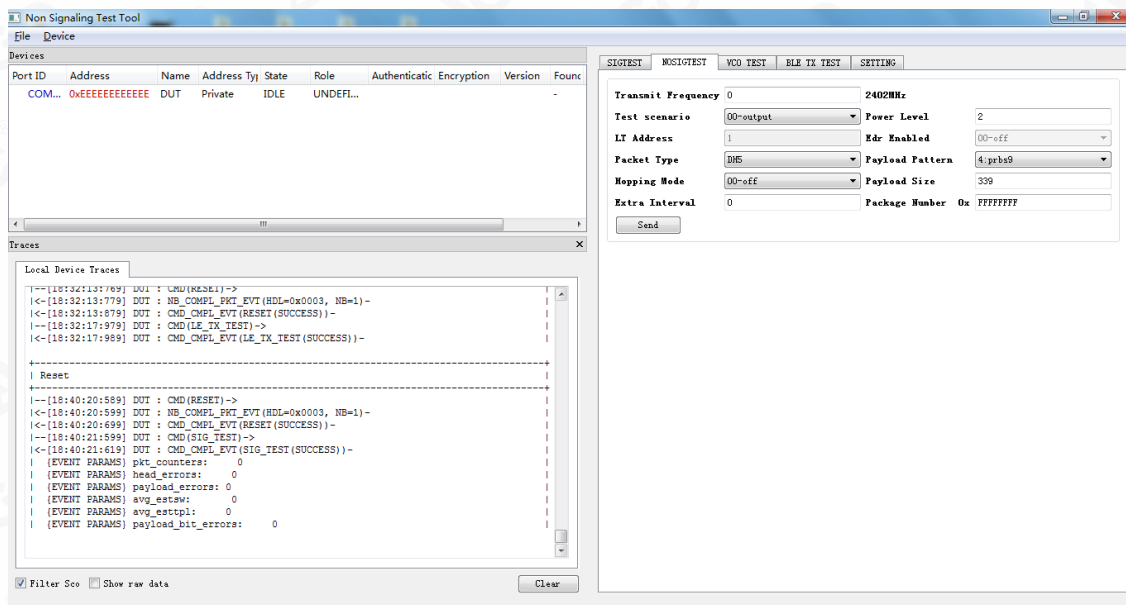 Non Signaling Test Tool
File Device
Devices
Port ID Address Name Address Ty| State Role Authenticatic Encryption Version Founc
COM... 0xEEEEEEEEEEEE DUT Private IDLE UNDEFI... -
Traces
Local Device Traces
|--[18:32:13:769] DUT : CMD(RESET)-> |
|<-[18:32:13:779] DUT : NB_COMPL_PKT_EVT(HDL=0x0003, NB=1)- |
|<-[18:32:13:879] DUT : CMD_CMPL_EVT(RESET(SUCCESS))- |
|--[18:32:17:979] DUT : CMD(LE_TX_TEST)-> |
|<-[18:32:17:989] DUT : CMD_CMPL_EVT(LE_TX_TEST(SUCCESS))- |
+------------------------------------------------------------------------------+
| Reset |
+------------------------------------------------------------------------------+
|--[18:40:20:589] DUT : CMD(RESET)-> |
|<-[18:40:20:599] DUT : NB_COMPL_PKT_EVT(HDL=0x0003, NB=1)- |
|<-[18:40:20:699] DUT : CMD_CMPL_EVT(RESET(SUCCESS))- |
|--[18:40:21:599] DUT : CMD(SIG_TEST)-> |
|<-[18:40:21:619] DUT : CMD_CMPL_EVT(SIG_TEST(SUCCESS))- |
| {EVENT PARAMS} pkt_counters: 0 |
| {EVENT PARAMS} head_errors: 0 |
| {EVENT PARAMS} payload_errors: 0 |
| {EVENT PARAMS} avg_estsw: 0 |
| {EVENT PARAMS} avg_esttpl: 0 |
| {EVENT PARAMS} payload_bit_errors: 0 |
Filter Sco Show raw data Clear
SIGTEST NOSIGTEST VCO TEST BLE TX TEST SETTING
Transmit Frequency 0 2402MHz
Test scenario 00-output Power Level 2
LT Address 1 Edr Enabled 00-off
Packet Type DM5 Payload Pattern 4:prbs9
Hopping Mode 00-off Payload Size 339
Extra Interval 0 Package Number 0x FFFFFFFF
Send